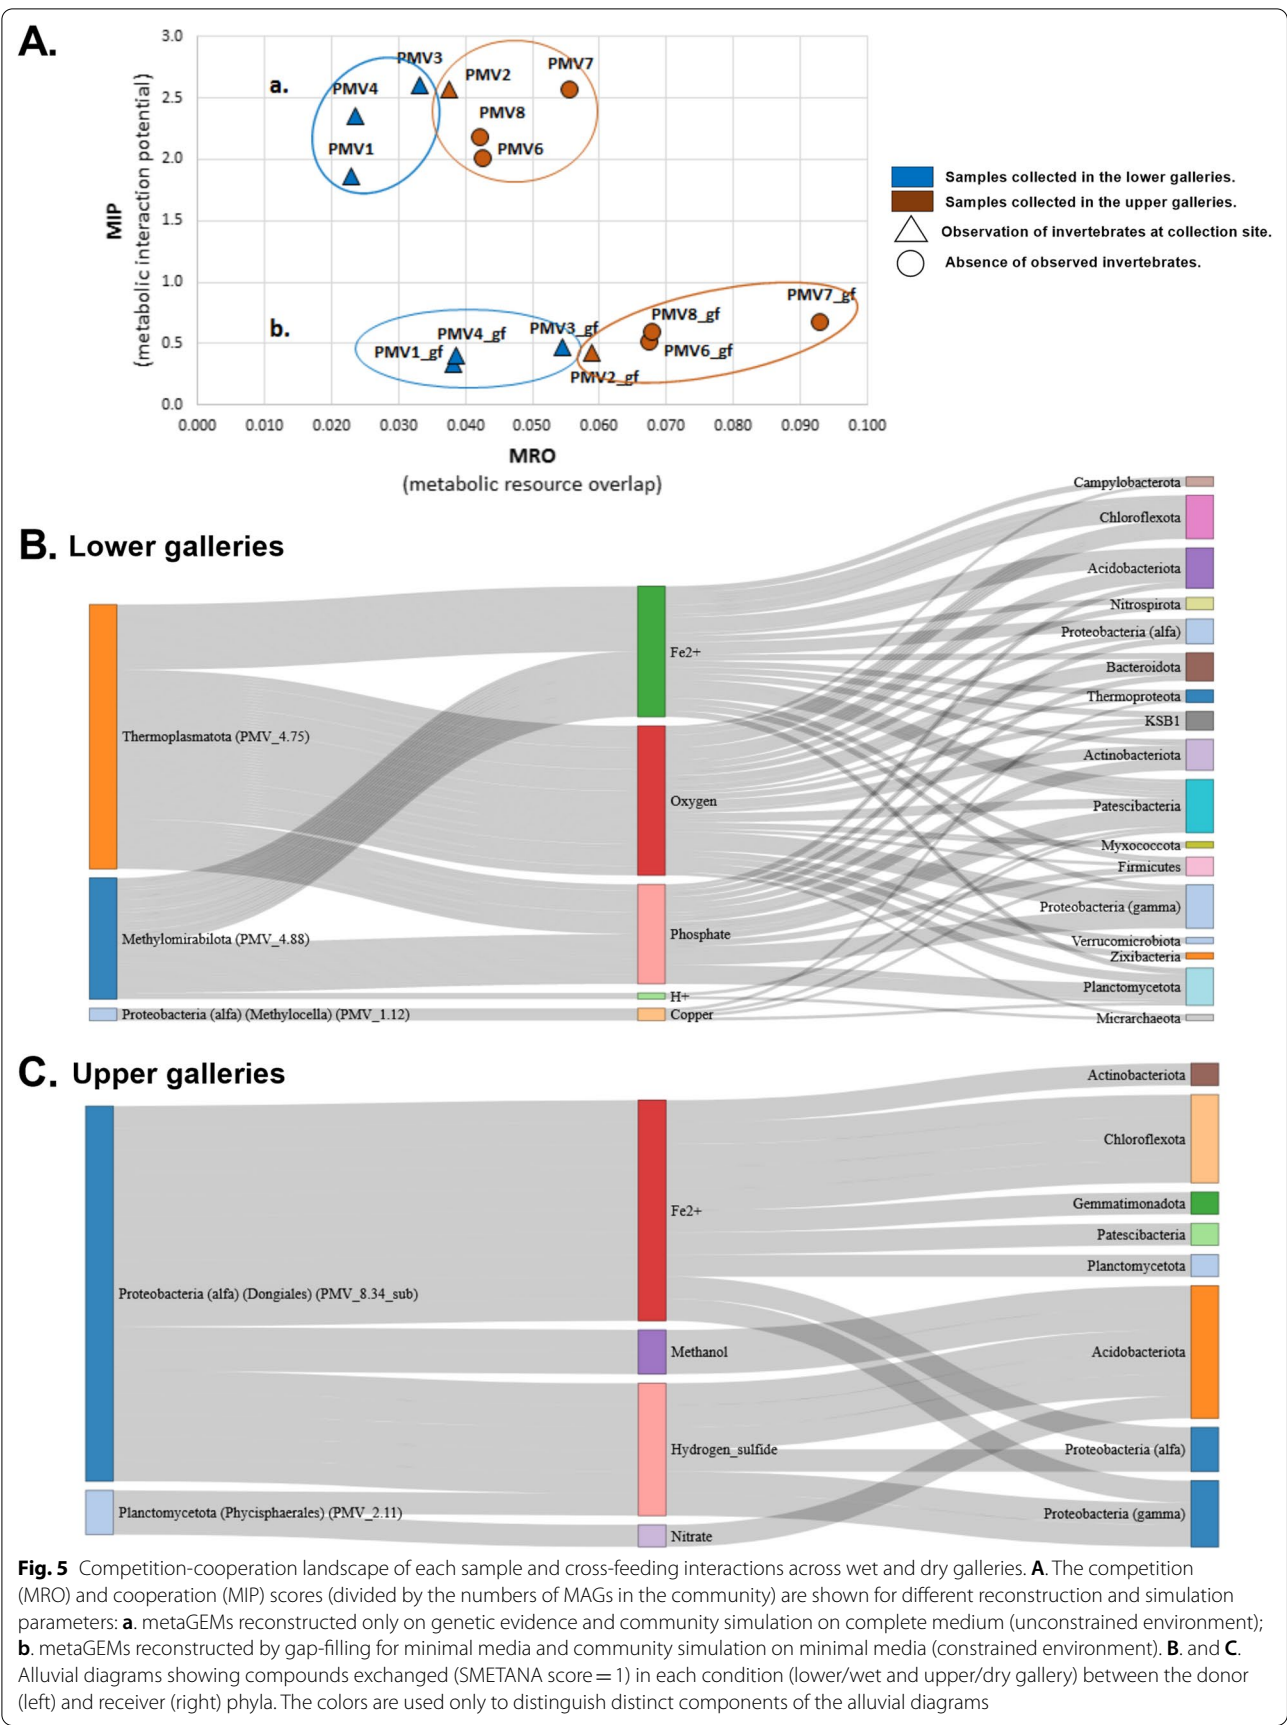 A.
3.0
2.5
2.0
1.5
1.0
0.5
0.0
MIP
(metabolic interaction potential)
a.
PMV3
PMV2
PMV7
PMV4
PMV8
PMV1
PMV6
b.
PMV7_gf
PMV8_gf
PMV3_gf
PMV4_gf
PMV1_gf
PMV6_gf
PMV2_gf
0.000 0.010 0.020 0.030 0.040 0.050 0.060 0.070 0.080 0.090 0.100
MRO
(metabolic resource overlap)
Samples collected in the lower galleries.
Samples collected in the upper galleries.
Observation of invertebrates at collection site.
Absence of observed invertebrates.
B. Lower galleries
Thermoplasmatota (PMV_4.75)
Methylomirabilota (PMV_4.88)
Proteobacteria (alfa) (Methylocella) (PMV_1.12)
Fe2+
Oxygen
Phosphate
H+
Copper
Campylobacterota
Chloroflexota
Acidobacteriota
Nitrospirota
Proteobacteria (alfa)
Bacteroidota
Thermoproteota
KSB1
Actinobacteriota
Patescibacteria
Myxococcota
Firmicutes
Proteobacteria (gamma)
Verrucomicrobiota
Zixibacteria
Planctomycetota
Micrarchaeota
C. Upper galleries
Proteobacteria (alfa) (Dongiales) (PMV_8.34_sub)
Planctomycetota (Phycisphaerales) (PMV_2.11)
Fe2+
Methanol
Hydrogen_sulfide
Nitrate
Actinobacteriota
Chloroflexota
Gemmatimonadota
Patescibacteria
Planctomycetota
Acidobacteriota
Proteobacteria (alfa)
Proteobacteria (gamma)
Fig. 5 Competition-cooperation landscape of each sample and cross-feeding interactions across wet and dry galleries. A. The competition
(MRO) and cooperation (MIP) scores (divided by the numbers of MAGs in the community) are shown for different reconstruction and simulation
parameters: a. metaGEMs reconstructed only on genetic evidence and community simulation on complete medium (unconstrained environment);
b. metaGEMs reconstructed by gap-filling for minimal media and community simulation on minimal media (constrained environment). B. and C.
Alluvial diagrams showing compounds exchanged (SMETANA score = 1) in each condition (lower/wet and upper/dry gallery) between the donor
(left) and receiver (right) phyla. The colors are used only to distinguish distinct components of the alluvial diagrams